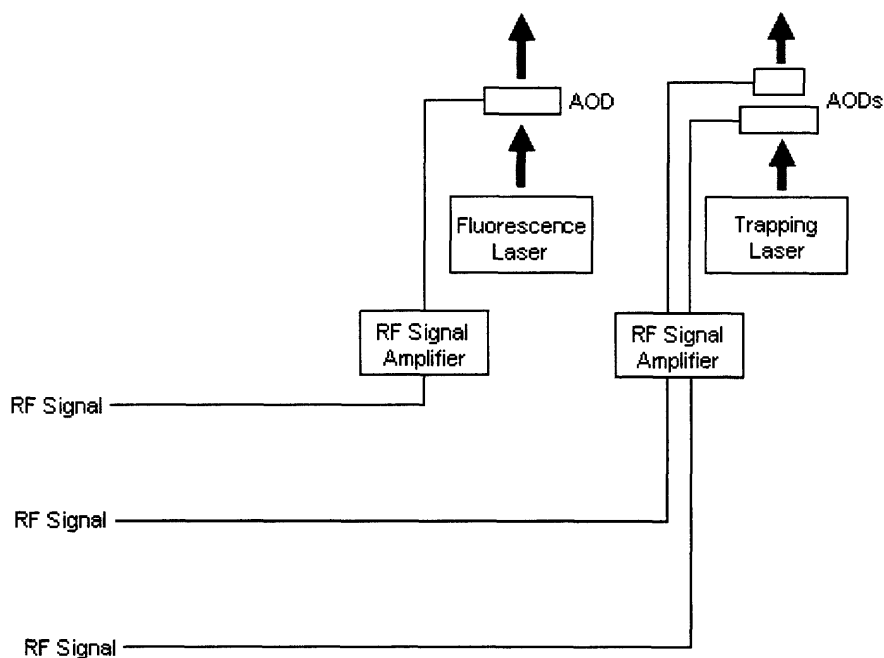 AOD
AODs
Fluorescence
Laser
Trapping
Laser
RF Signal
Amplifier
RF Signal
Amplifier
RF Signal
RF Signal
RF Signal